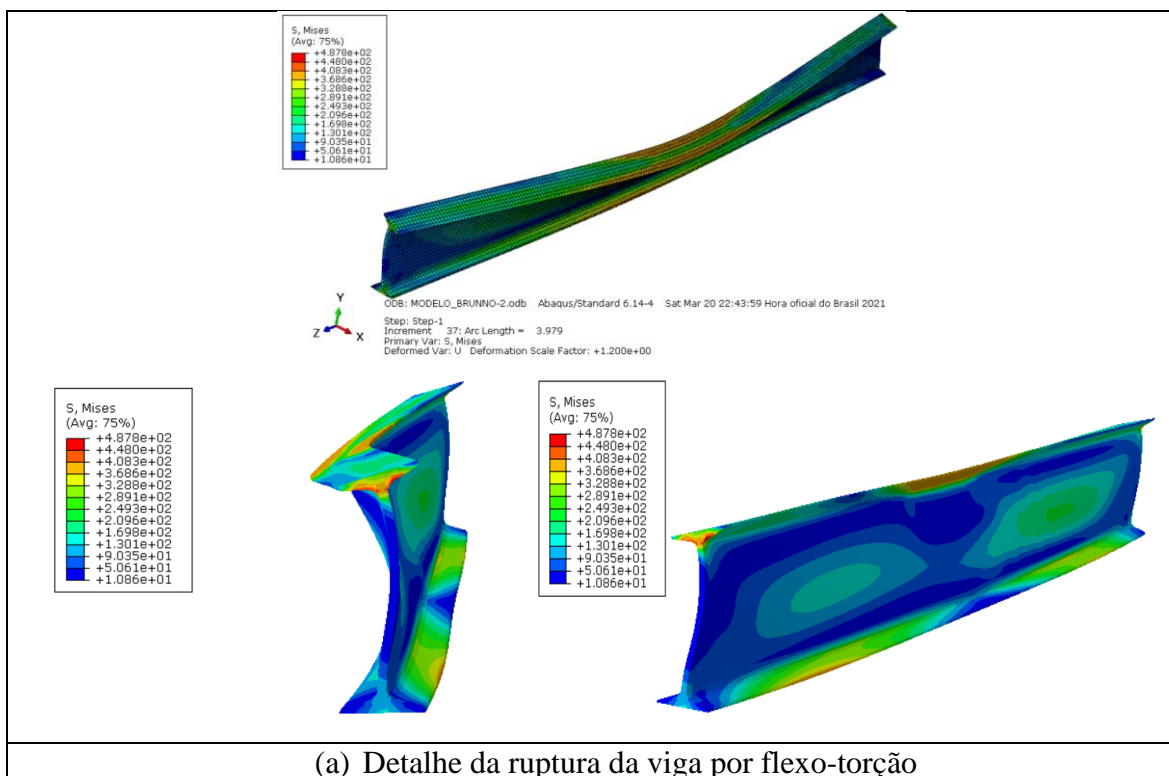 S, Mises
(Avg: 75%)
+4.878e+02
+4.480e+02
+4.083e+02
+3.686e+02
+3.288e+02
+2.891e+02
+2.493e+02
+2.096e+02
+1.698e+02
+1.301e+02
+9.035e+01
+5.061e+01
+1.086e+01
Y
Z
X
ODB: MODELO_BRUNNO-2.odb Abaqus/Standard 6.14-4 Sat Mar 20 22:43:59 Hora oficial do Brasil 2021
Step: Step-1
Increment 37: Arc Length = 3.979
Primary Var: S, Mises
Deformed Var: U Deformation Scale Factor: +1.200e+00
S, Mises
(Avg: 75%)
+4.878e+02
+4.480e+02
+4.083e+02
+3.686e+02
+3.288e+02
+2.891e+02
+2.493e+02
+2.096e+02
+1.698e+02
+1.301e+02
+9.035e+01
+5.061e+01
+1.086e+01
S, Mises
(Avg: 75%)
+4.878e+02
+4.480e+02
+4.083e+02
+3.686e+02
+3.288e+02
+2.891e+02
+2.493e+02
+2.096e+02
+1.698e+02
+1.301e+02
+9.035e+01
+5.061e+01
+1.086e+01
(a) Detalhe da ruptura da viga por flexo-torção